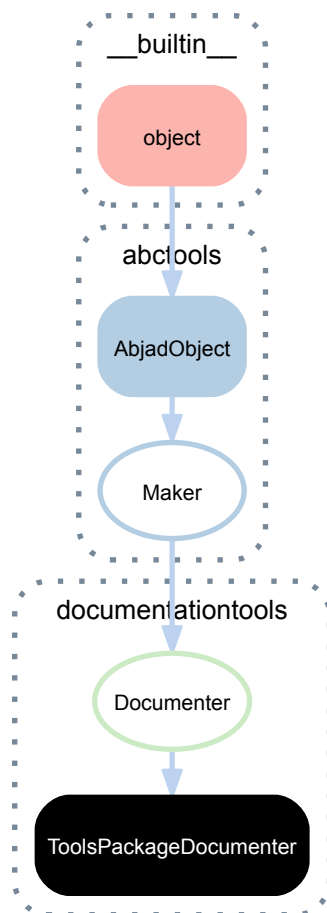 __builtin__
object
abctools
AbjadObject
Maker
documentationtools
Documenter
ToolsPackageDocumenter